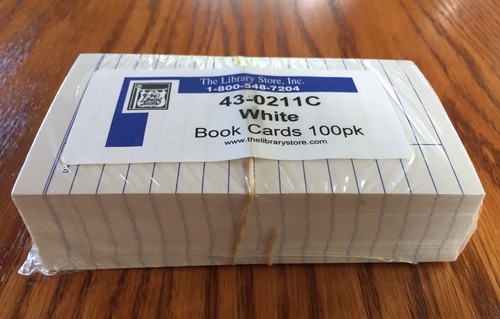 The Library Store, Inc.
1-800-548-7204
43-0211C
White
Book Cards 100pk
www.thelibrarystore.com